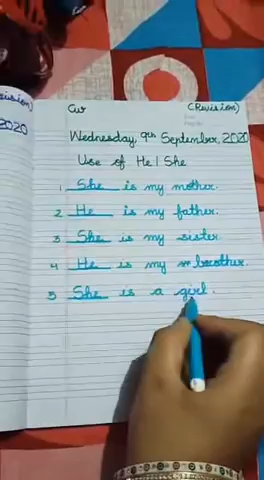 evision)
2020
CW
(Revision)
Wednesday, 9th September, 2020
Use of He / She
1 She is my mother.
2 He is my father.
3 She is my sister.
4 He is my brother.
5 She is a girl.